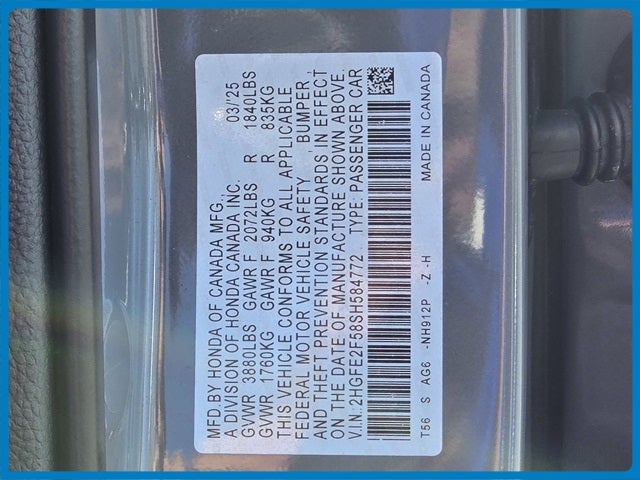 MFD.BY HONDA OF CANADA MFG., 03/'25
A DIVISION OF HONDA CANADA INC.
GVWR 3880LBS GAWR F 2072LBS R 1840LBS
GVWR 1760KG GAWR F 940KG R 835KG
THIS VEHICLE CONFORMS TO ALL APPLICABLE
FEDERAL MOTOR VEHICLE SAFETY , BUMPER ,
AND THEFT PREVENTION STANDARDS IN EFFECT
ON THE DATE OF MANUFACTURE SHOWN ABOVE.
V.I.N: 2HGFE2F58SH584772 TYPE: PASSENGER CAR
T56 S AG6 -NH912P -Z -H MADE IN CANADA